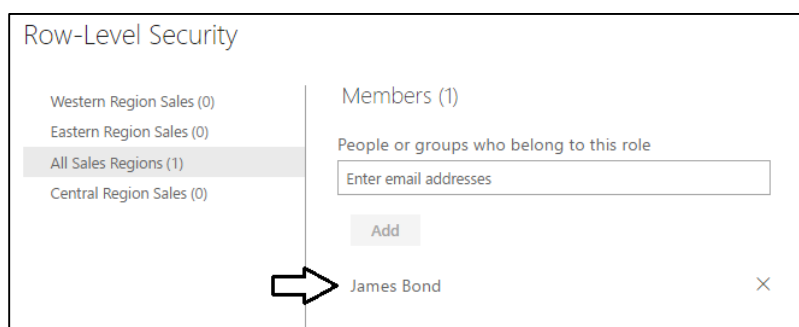 Row-Level Security
Western Region Sales (0)
Eastern Region Sales (0)
All Sales Regions (1)
Central Region Sales (0)
Members (1)
People or groups who belong to this role
Enter email addresses
Add
James Bond